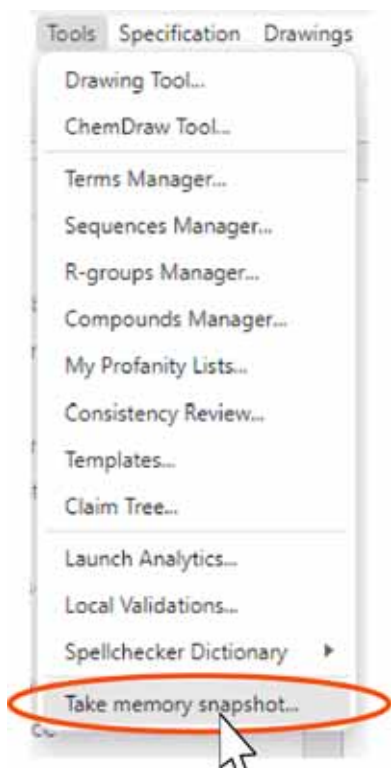 Tools Specification Drawings
Drawing Tool...
ChemDraw Tool...
Terms Manager...
Sequences Manager...
R-groups Manager...
Compounds Manager...
My Profanity Lists...
Consistency Review...
Templates...
Claim Tree...
Launch Analytics...
Local Validations...
Spellchecker Dictionary
Take memory snapshot...